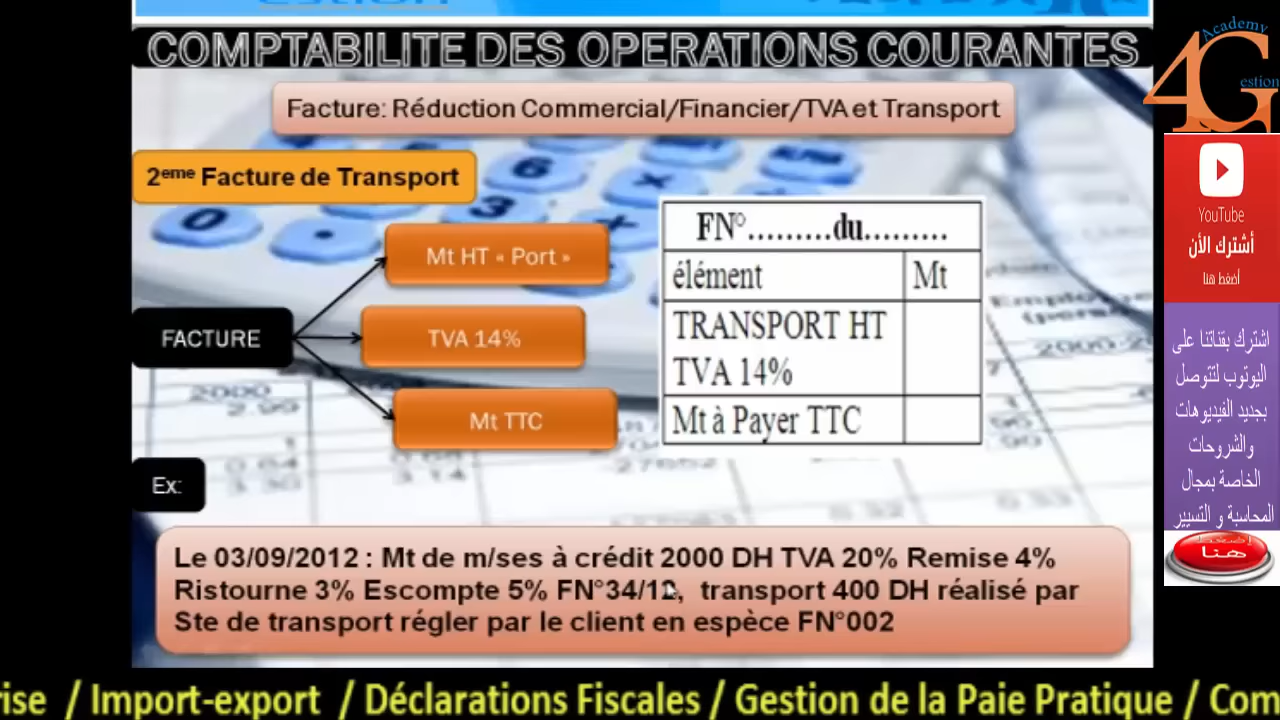 COMPTABILITE DES OPERATIONS COURANTES
Facture: Réduction Commercial/Financier/TVA et Transport
2eme Facture de Transport
FACTURE
Mt HT « Port »
TVA 14%
Mt TTC
FN°.........du.........
élément Mt
TRANSPORT HT
TVA 14%
Mt à Payer TTC
Ex:
Le 03/09/2012 : Mt de m/ses à crédit 2000 DH TVA 20% Remise 4%
Ristourne 3% Escompte 5% FN°34/12, transport 400 DH réalisé par
Ste de transport régler par le client en espèce FN°002
Academy
4G
estion
YouTube
أشترك الأن
أضغط هنا
اشترك بقناتنا على
اليوتوب لتتوصل
بجديد الفيديوهات
والشروحات
الخاصة بمجال
المحاسبة و التسيير
إضغط
هنا
rise / Import-export / Déclarations Fiscales / Gestion de la Paie Pratique / Com